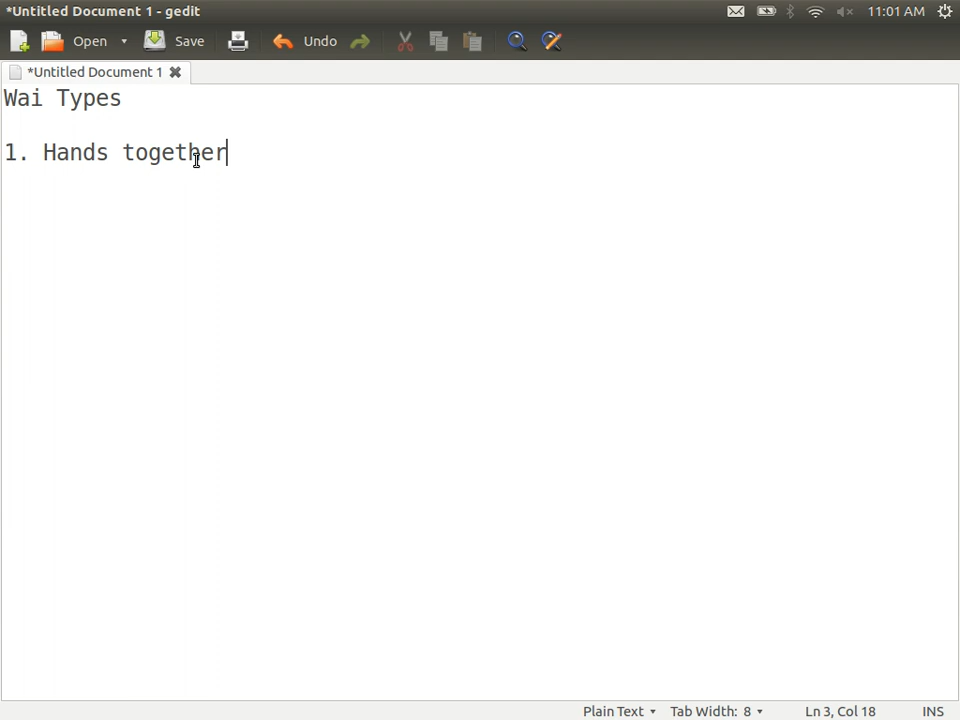 *Untitled Document 1 - gedit
11:01 AM
Open
Save
Undo
*Untitled Document 1
Wai Types
1. Hands together
Plain Text
Tab Width: 8
Ln 3, Col 18
INS